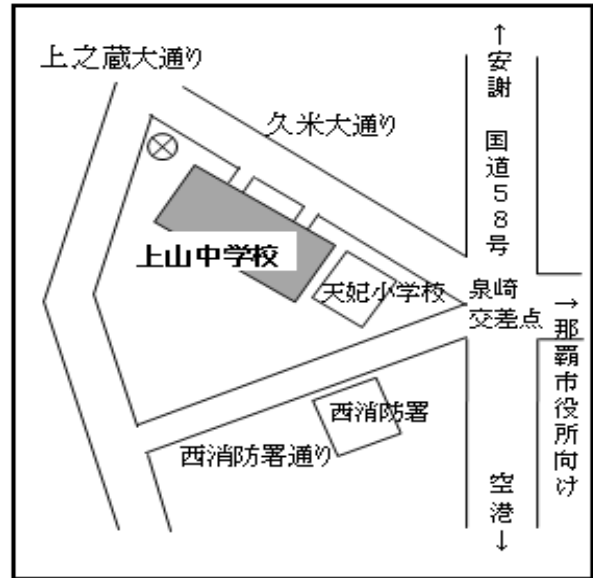 上之蔵大通り
久米大通り
↑安謝 国道58号
上山中学校
天妃小学校
泉崎
交差点
→那覇市役所向け
西消防署
西消防署通り
空港↓